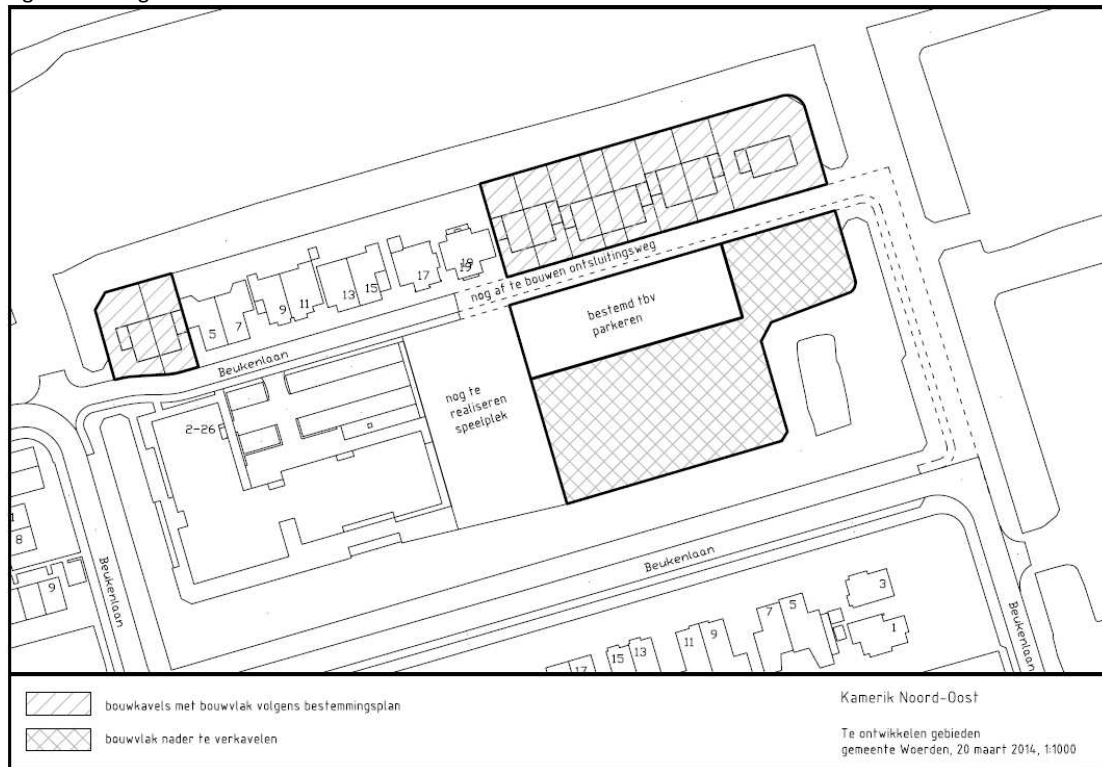 nog af te bouwen ontsluitingsweg
bestemd tbv
parkeren
nog te
realiseren
speelplek
5
7
9
11
13
15
17
19
Beukenlaan
2-26
Beukenlaan
Beukenlaan
Beukenlaan
1
8
9
17
15
13
11
9
7
5
3
1
bouwkavels met bouwvlak volgens bestemmingsplan
bouwvlak nader te verkavelen
Kamerik Noord-Oost
Te ontwikkelen gebieden
gemeente Woerden, 20 maart 2014, 1:1000